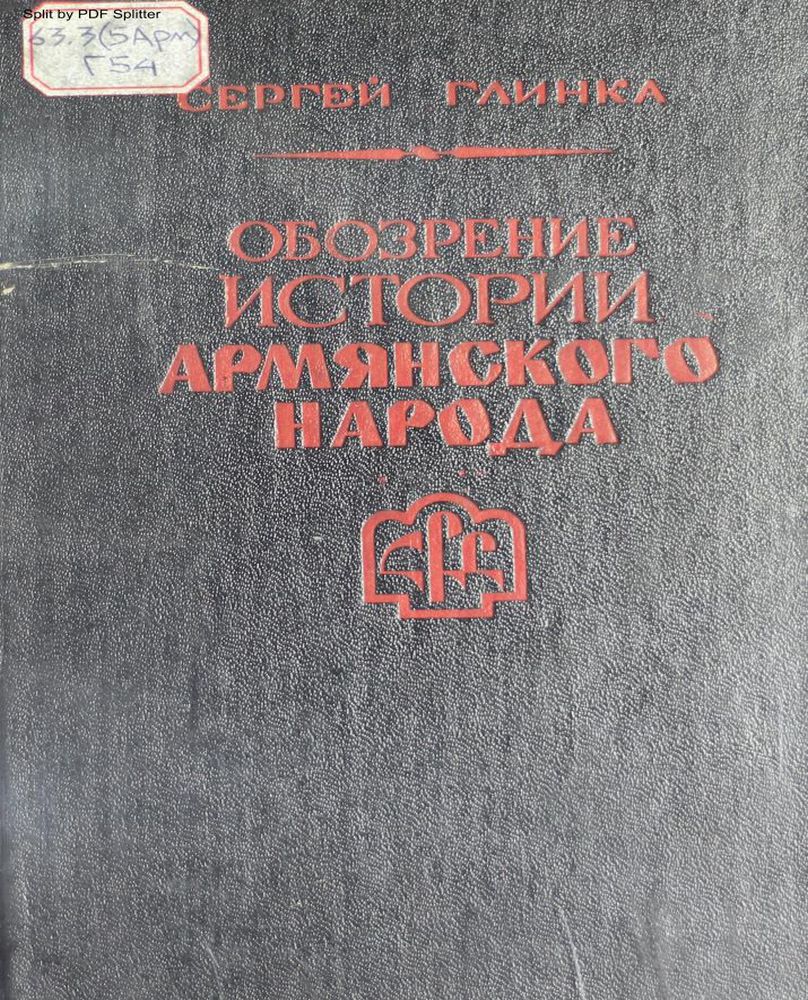 Split by PDF Splitter
63.3(5Арм)
Г54
СЕРГЕЙ ГЛИНКА
ОБОЗРЕНИЕ
ИСТОРИИ
АРМЯНСКОГО
НАРОДА